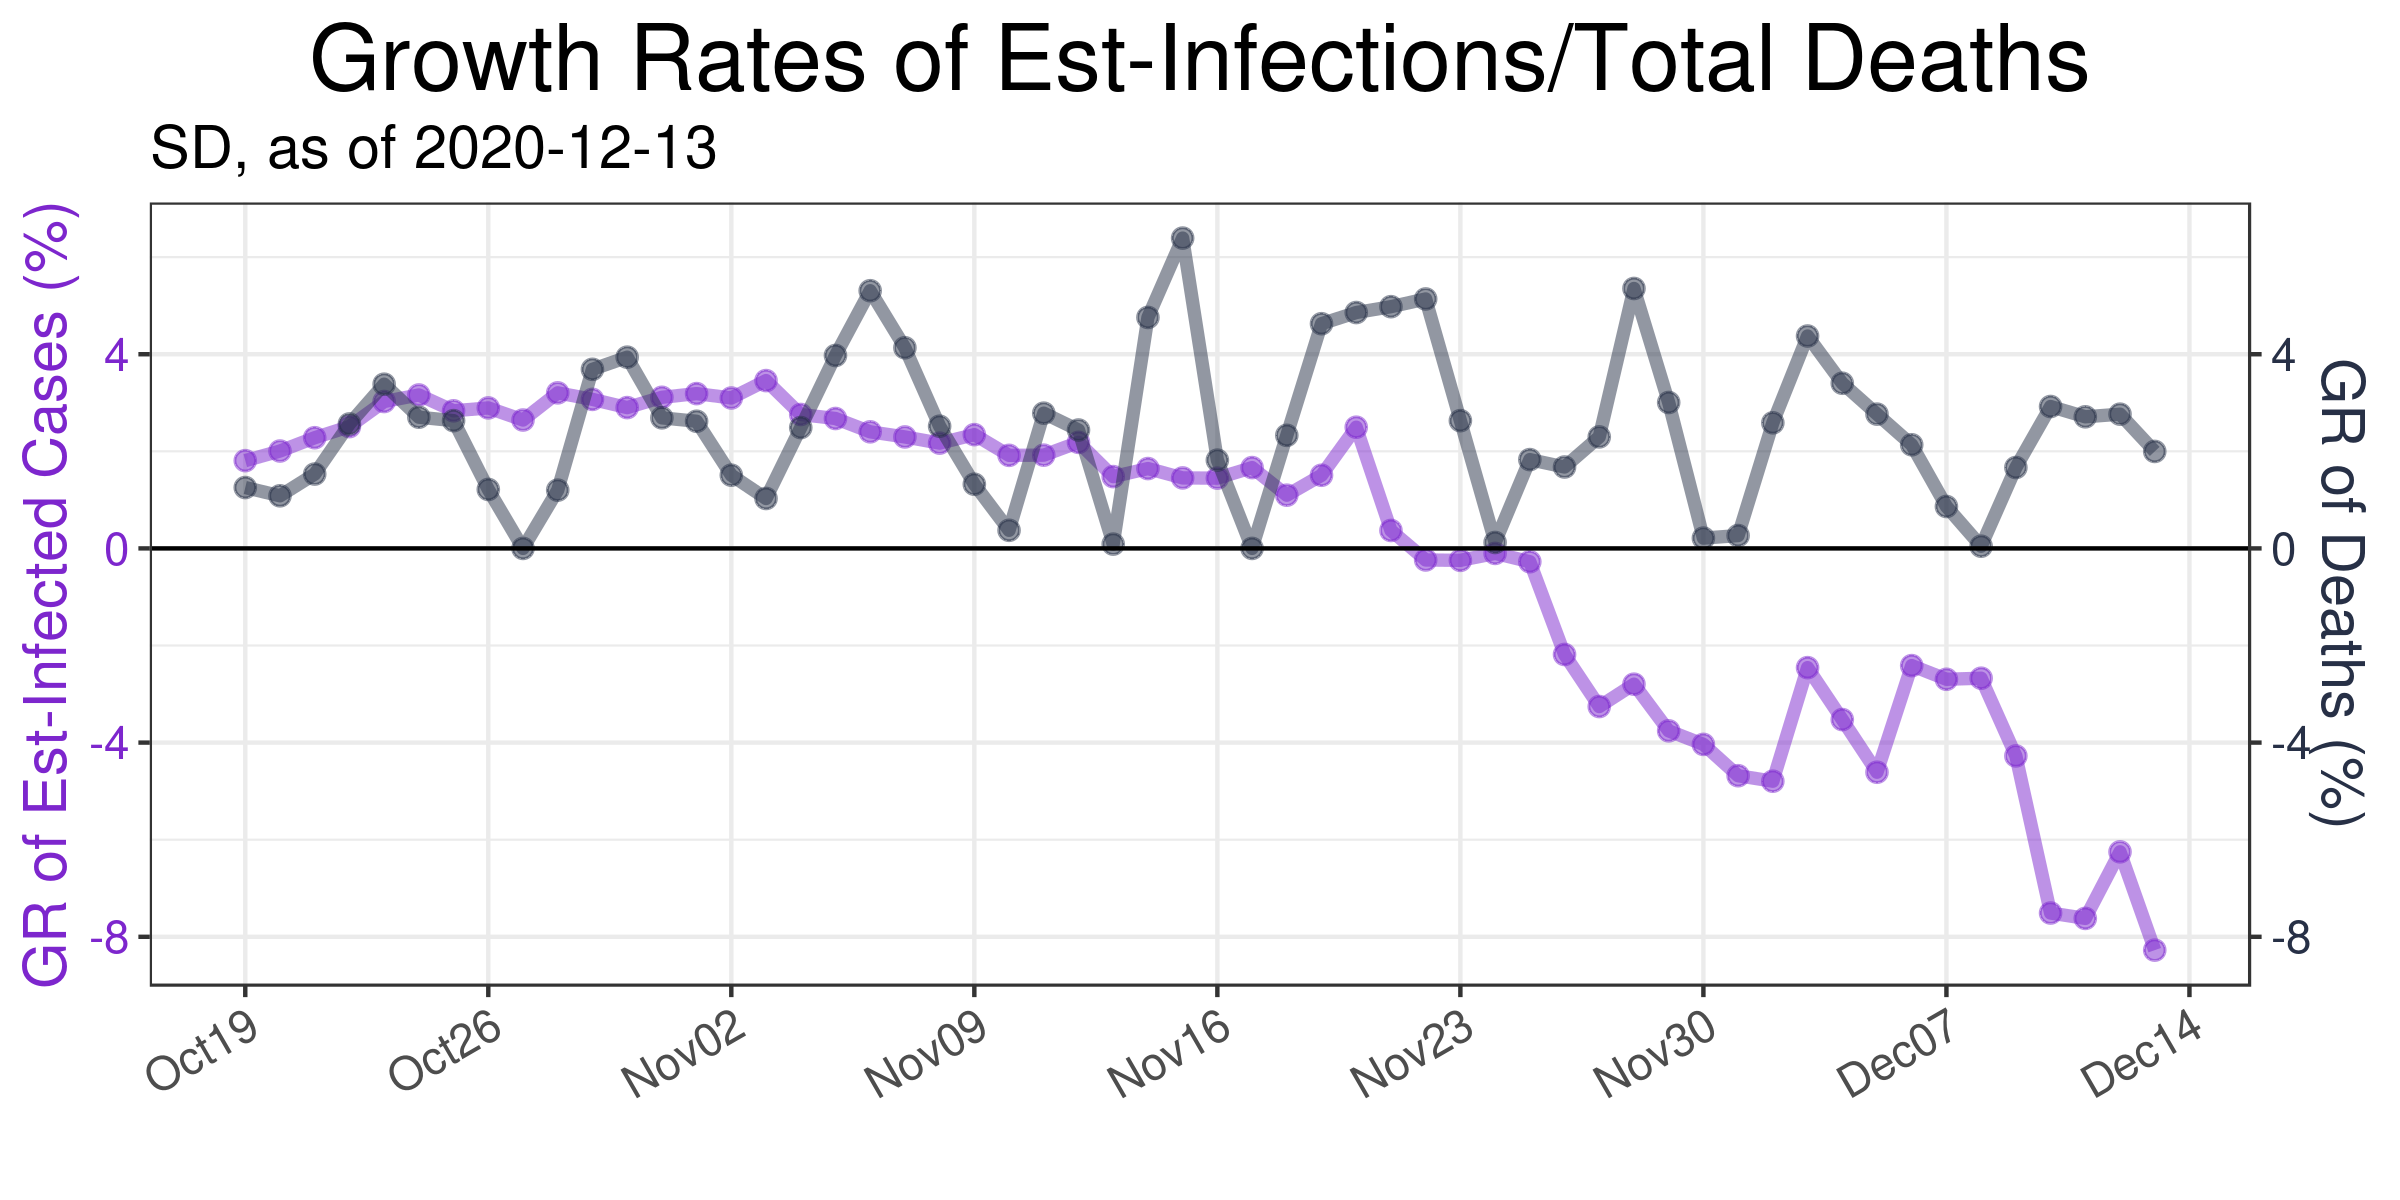 Growth Rates of Est-Infections/Total Deaths
SD, as of 2020-12-13
GR of Est-Infected Cases (%)
4
0
-4
-8
4
0
-4
-8
GR of Deaths (%)
Oct19
Oct26
Nov02
Nov09
Nov16
Nov23
Nov30
Dec07
Dec14